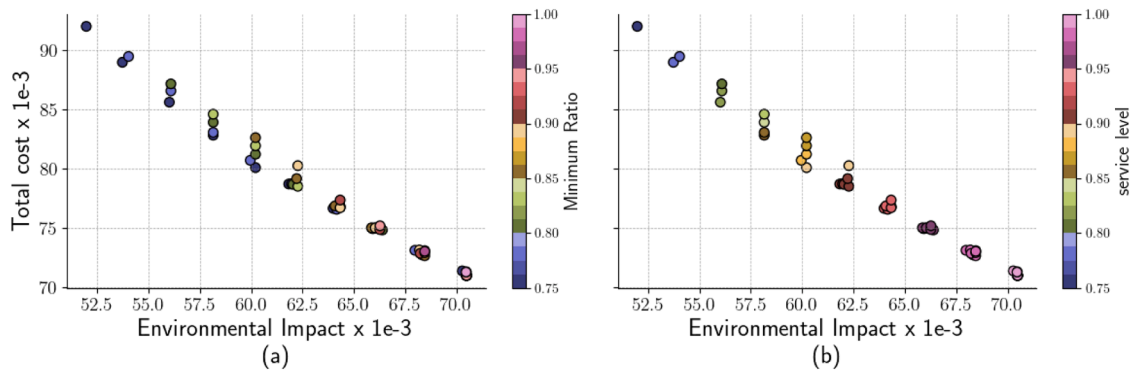 Total cost x 1e-3
90
85
80
75
70
52.5 55.0 57.5 60.0 62.5 65.0 67.5 70.0
Environmental Impact x 1e-3
(a)
1.00
0.95
0.90
0.85
0.80
0.75
Minimum Ratio
52.5 55.0 57.5 60.0 62.5 65.0 67.5 70.0
Environmental Impact x 1e-3
(b)
1.00
0.95
0.90
0.85
0.80
0.75
service level